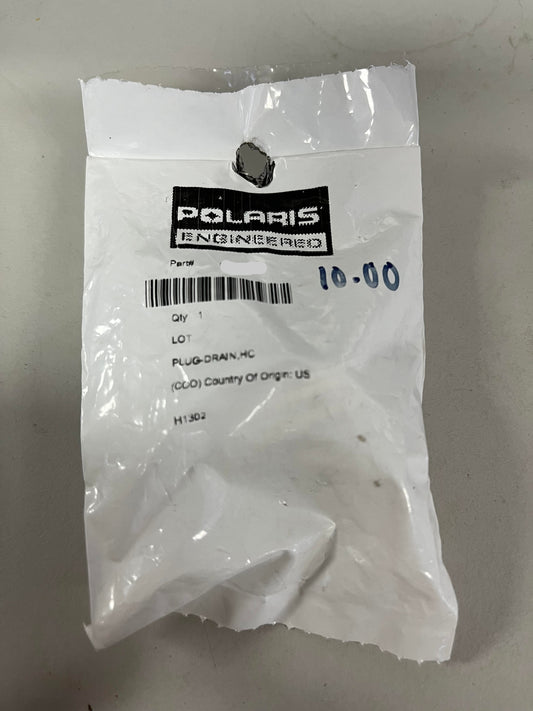 POLARIS
ENGINEERED
Part#
10-00
Qty 1
LOT
PLUG-DRAIN,HC
(COO) Country Of Origin: US
H1302